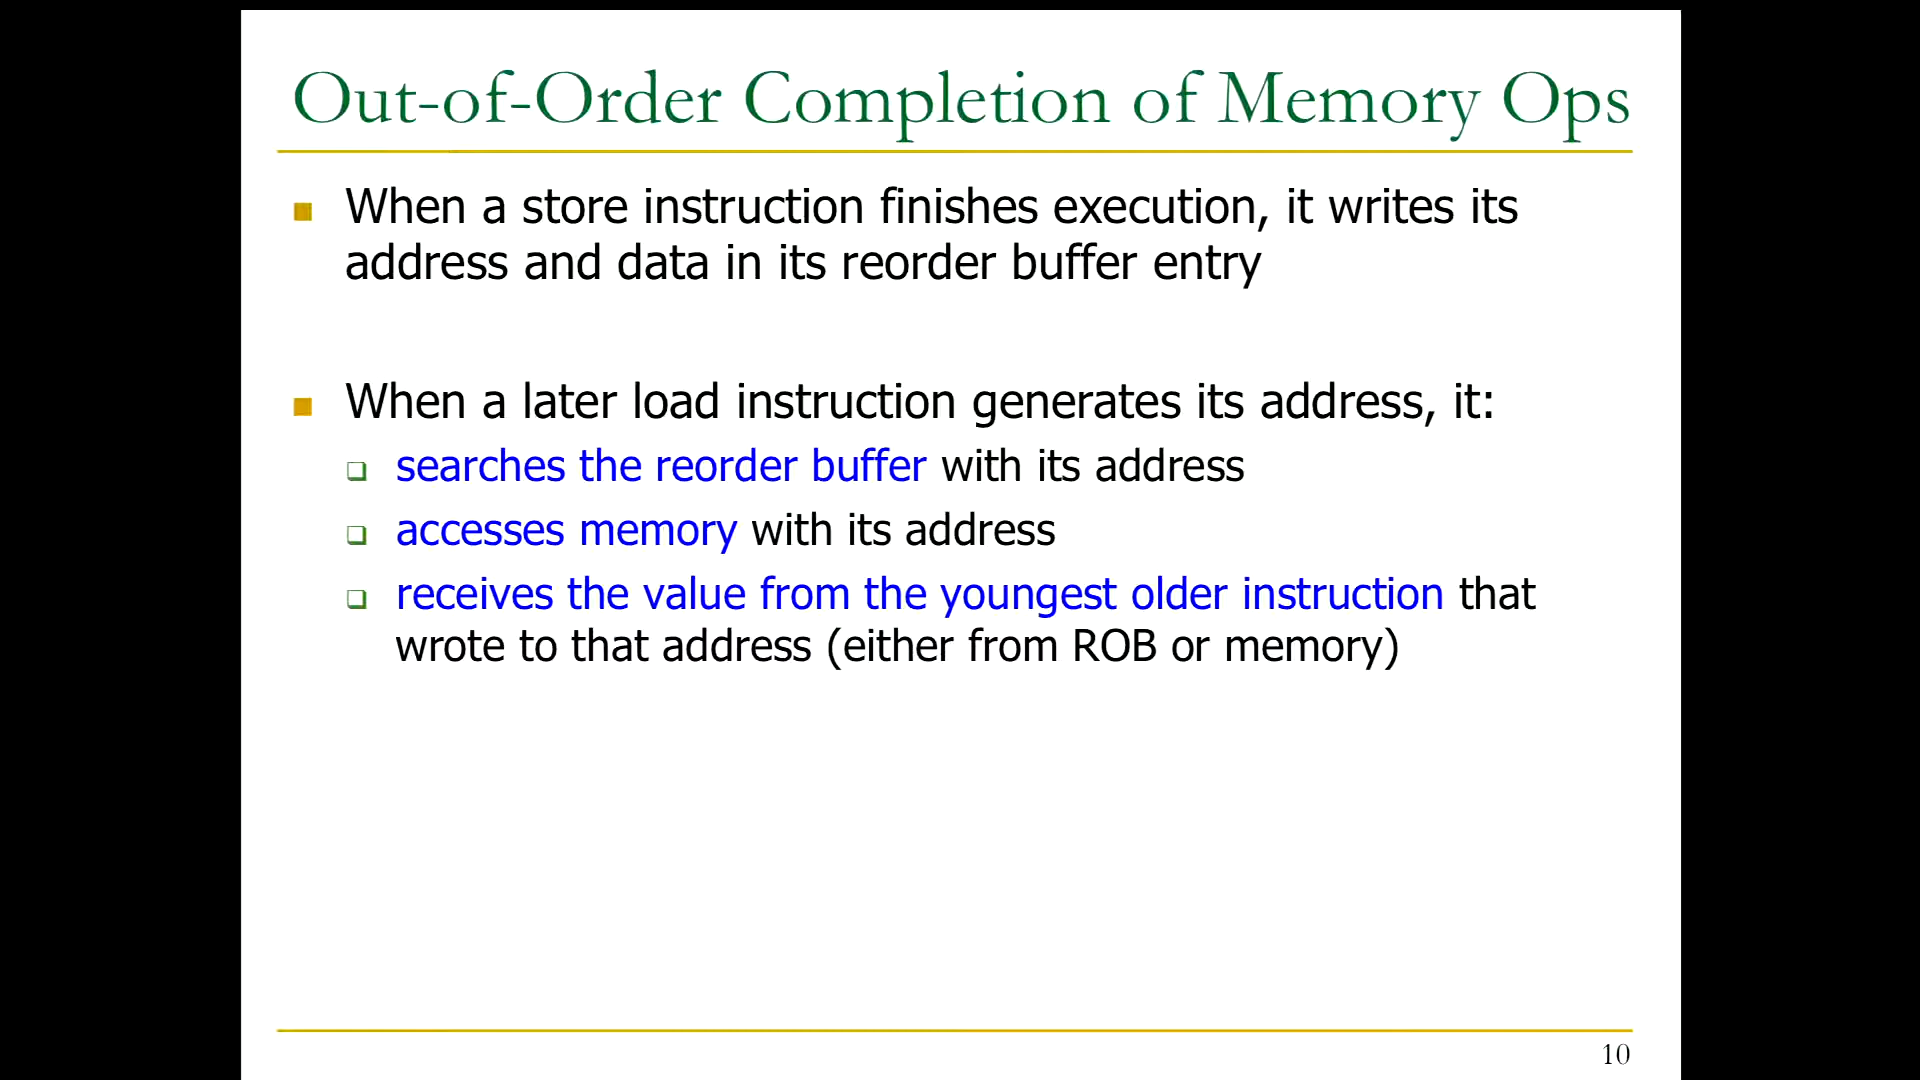 Out-of-Order Completion of Memory Ops
When a store instruction finishes execution, it writes its
address and data in its reorder buffer entry
When a later load instruction generates its address, it:
searches the reorder buffer with its address
accesses memory with its address
receives the value from the youngest older instruction that
wrote to that address (either from ROB or memory)
10